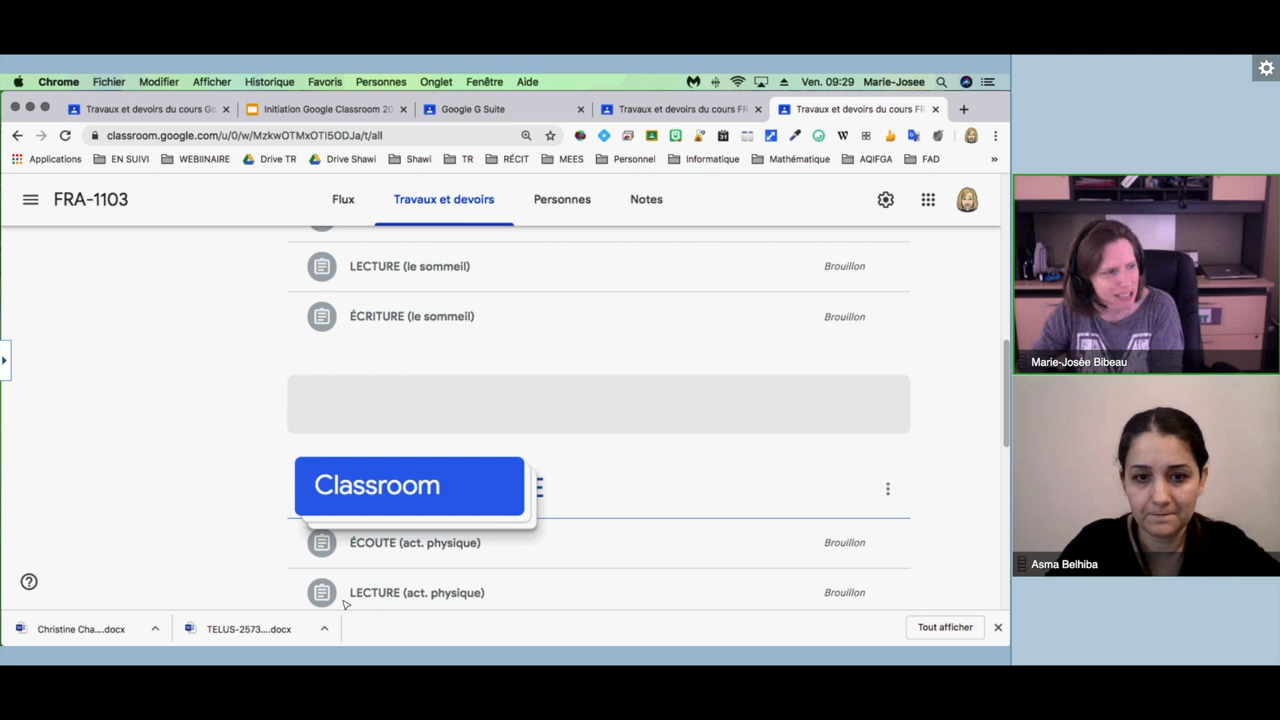 Chrome Fichier Modifier Afficher Historique Favoris Personnes Onglet Fenêtre Aide Ven. 09:29 Marie-Josee
Travaux et devoirs du cours Go Initiation Google Classroom 20 Google G Suite Travaux et devoirs du cours FR Travaux et devoirs du cours FR
classroom.google.com/u/0/w/MzkwOTMxOTI5ODJa/t/all
Applications EN SUIVI WEBIINAIRE Drive TR Drive Shawi Shawi TR RÉCIT MEES Personnel Informatique Mathématique AQIFGA FAD »
FRA-1103 Flux Travaux et devoirs Personnes Notes
LECTURE (le sommeil) Brouillon
ÉCRITURE (le sommeil) Brouillon
Classroom
ÉCOUTE (act. physique) Brouillon
LECTURE (act. physique) Brouillon
Christine Cha....docx TELUS-2573....docx Tout afficher
Marie-Josée Bibeau
Asma Belhiba